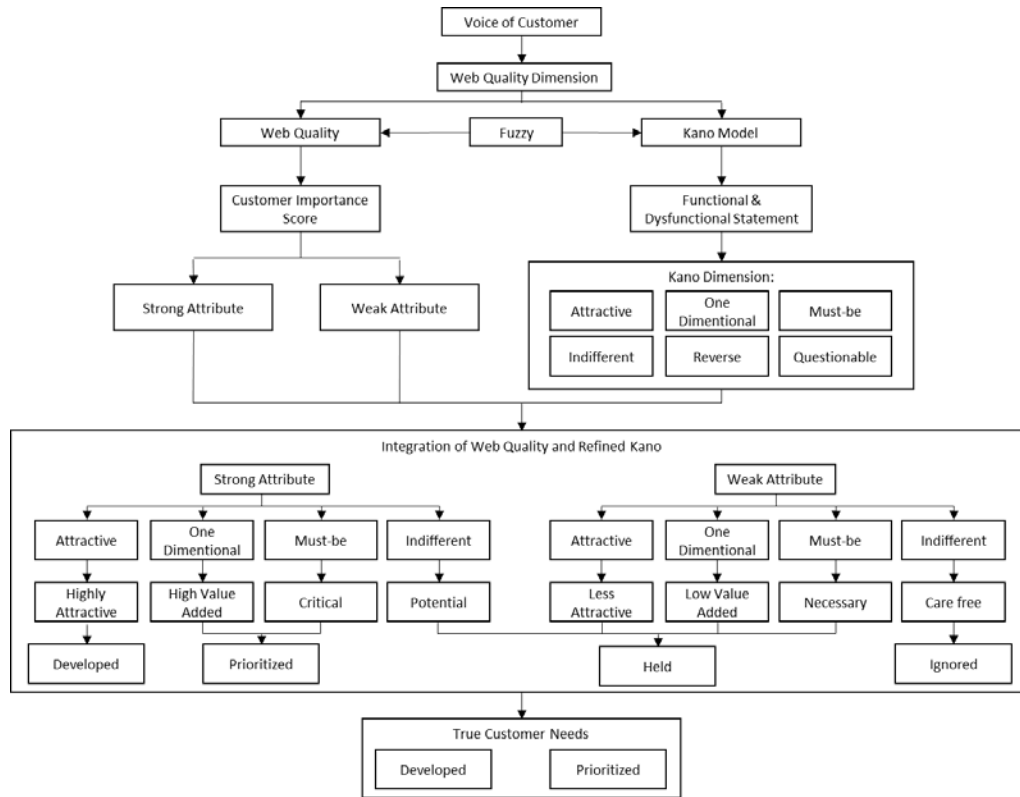 Voice of Customer
Web Quality Dimension
Web Quality
Fuzzy
Kano Model
Customer Importance
Score
Functional &
Dysfunctional Statement
Strong Attribute
Weak Attribute
Kano Dimension:
Attractive
One
Dimentional
Must-be
Indifferent
Reverse
Questionable
Integration of Web Quality and Refined Kano
Strong Attribute
Weak Attribute
Attractive
One
Dimentional
Must-be
Indifferent
Attractive
One
Dimentional
Must-be
Indifferent
Highly
Attractive
High Value
Added
Critical
Potential
Less
Attractive
Low Value
Added
Necessary
Care free
Developed
Prioritized
Held
Ignored
True Customer Needs
Developed
Prioritized